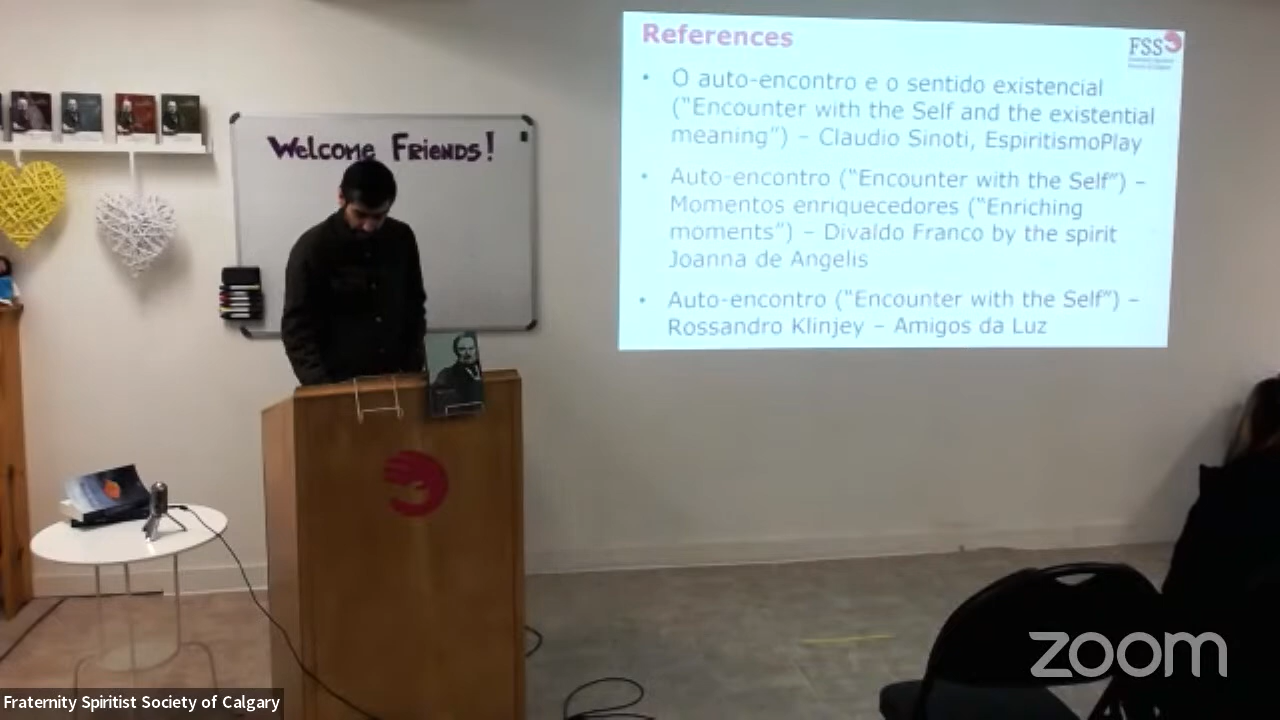 References
FSS
• O auto-encontro e o sentido existencial
("Encounter with the Self and the existential
meaning") – Claudio Sinoti, EspiritismoPlay
• Auto-encontro ("Encounter with the Self") –
Momentos enriquecedores ("Enriching
moments") – Divaldo Franco by the spirit
Joanna de Angelis
• Auto-encontro ("Encounter with the Self") –
Rossandro Klinjey – Amigos da Luz
Welcome Friends!
zoom
Fraternity Spiritist Society of Calgary